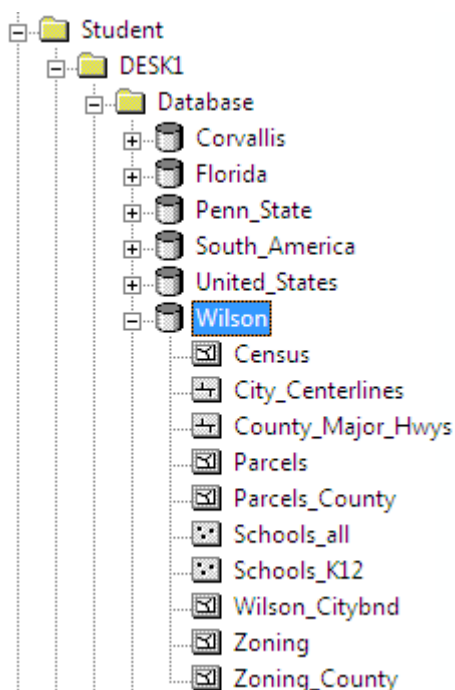 Student
DESK1
Database
Corvallis
Florida
Penn_State
South_America
United_States
Wilson
Census
City_Centerlines
County_Major_Hwys
Parcels
Parcels_County
Schools_all
Schools_K12
Wilson_Citybnd
Zoning
Zoning_County